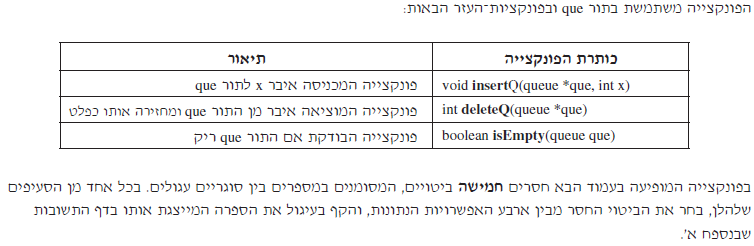 הפונקצייה משתמשת בתור que ובפונקציות-העזר הבאות:
כותרת הפונקצייה תיאור
void insertQ(queue *que, int x) פונקצייה המכניסה איבר x לתור que
int deleteQ(queue *que) פונקצייה המוציאה איבר מן התור que ומחזירה אותו כפלט
boolean isEmpty(queue que) פונקצייה הבודקת אם התור que ריק
בפונקצייה המופיעה בעמוד הבא חסרים חמישה ביטויים, המסומנים במספרים בין סוגריים עגולים. בכל אחד מן הסעיפים
שלהלן, בחר את הביטוי החסר מבין ארבע האפשרויות הנתונות, והקף בעיגול את הספרה המייצגת אותו בדף התשובות
שבנספח א'.